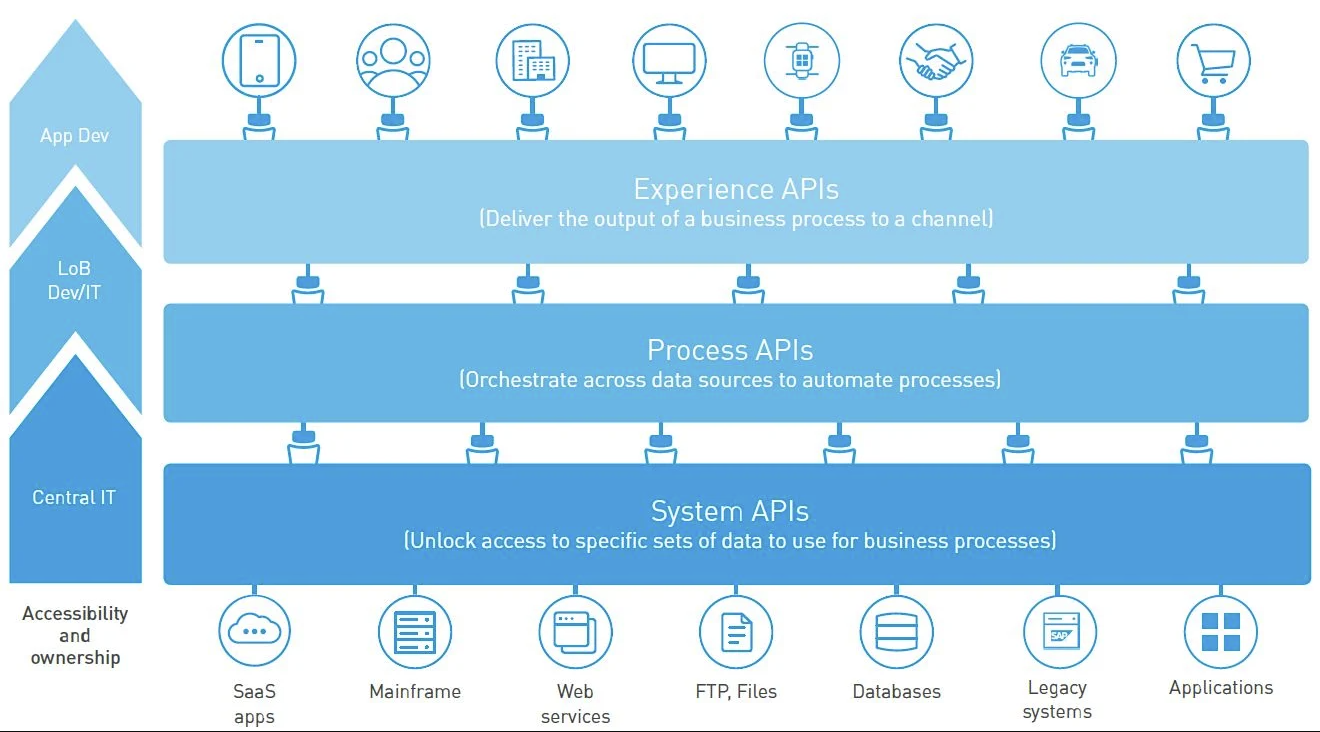 App Dev
Experience APIs
(Deliver the output of a business process to a channel)
LoB
Dev/IT
Process APIs
(Orchestrate across data sources to automate processes)
Central IT
System APIs
(Unlock access to specific sets of data to use for business processes)
Accessibility
and
ownership
SAP
SaaS
apps
Mainframe
Web
services
FTP, Files
Databases
Legacy
systems
Applications